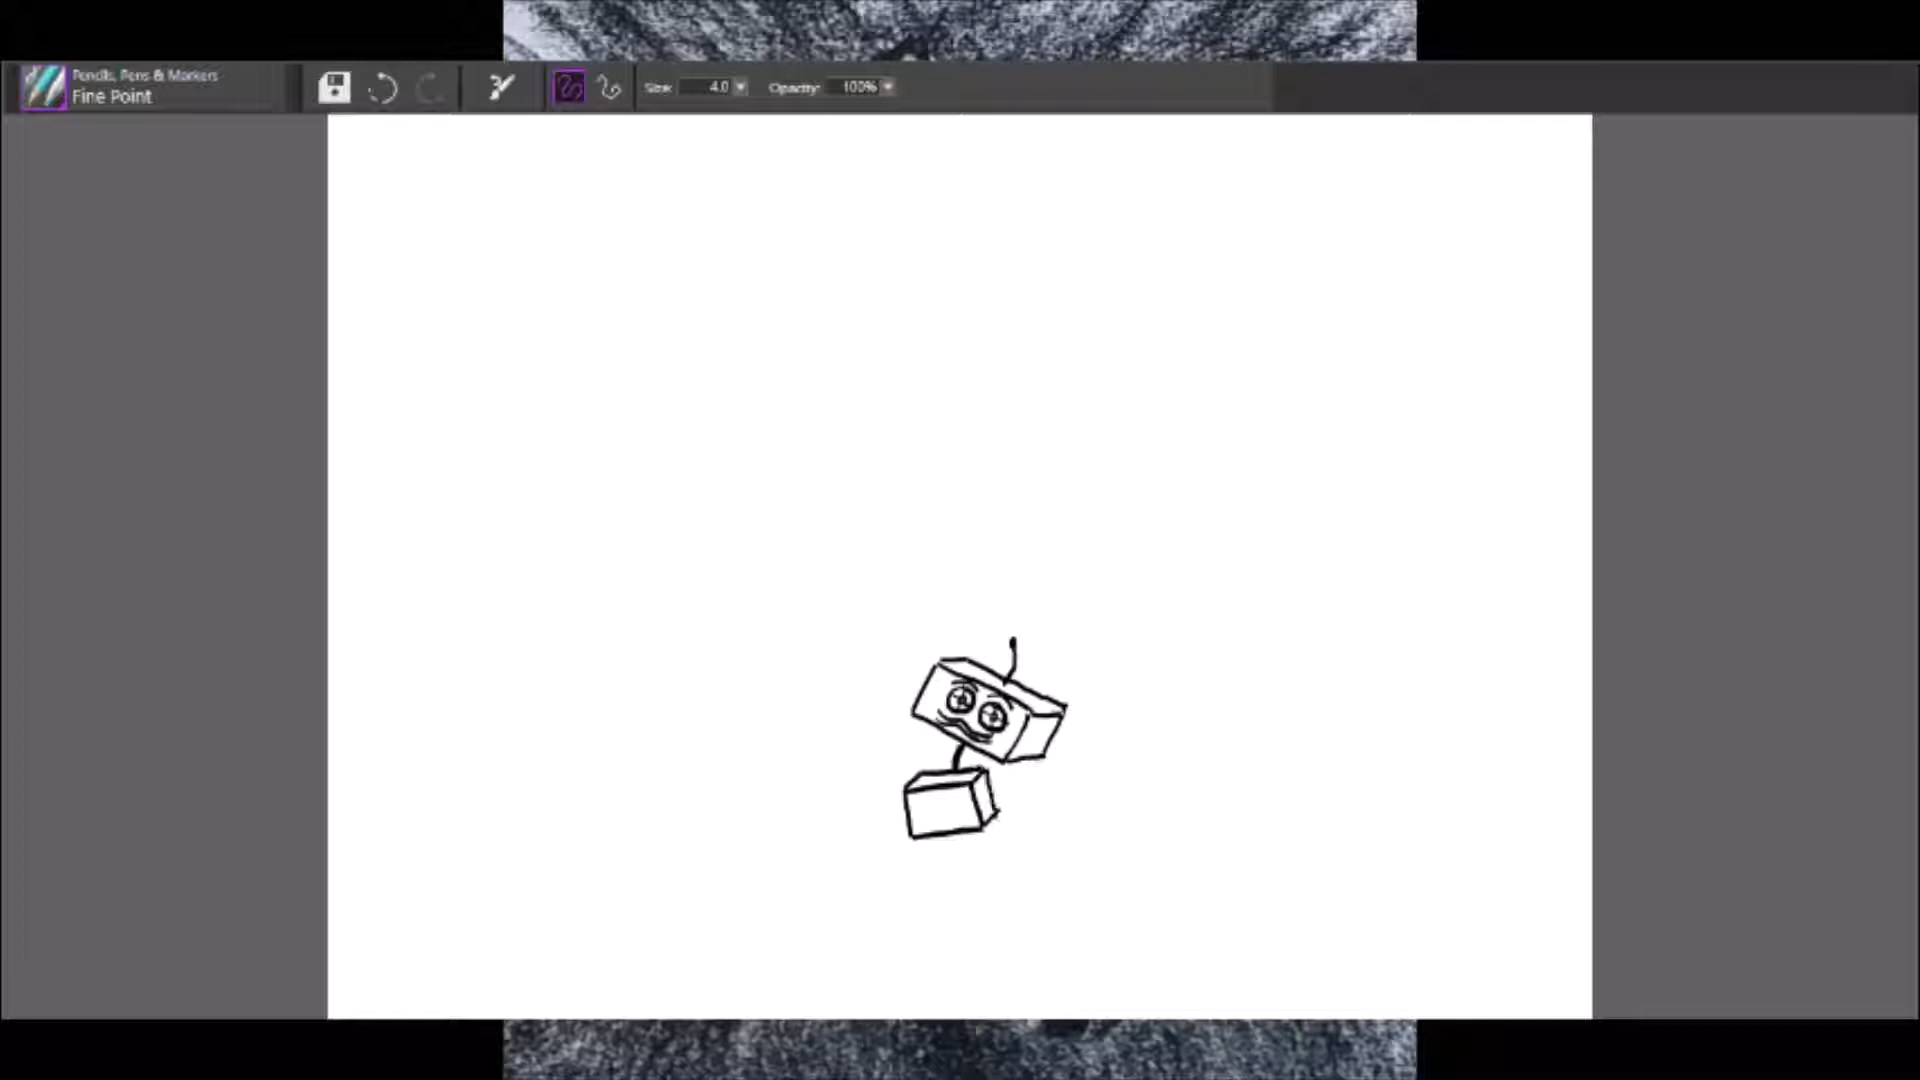 Pencils, Pens & Markers
Fine Point
Size: 4.0
Opacity: 100%